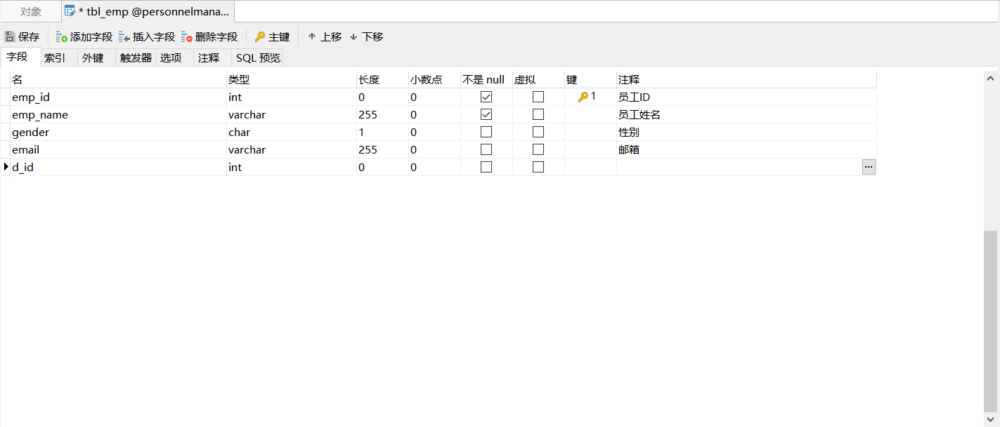 对象 * tbl_emp @personnelmana...
保存 添加字段 插入字段 删除字段 主键 上移 下移
字段 索引 外键 触发器 选项 注释 SQL 预览
名 类型 长度 小数点 不是 null 虚拟 键 注释
emp_id int 0 0 1 员工ID
emp_name varchar 255 0 员工姓名
gender char 1 0 性别
email varchar 255 0 邮箱
d_id int 0 0 ...